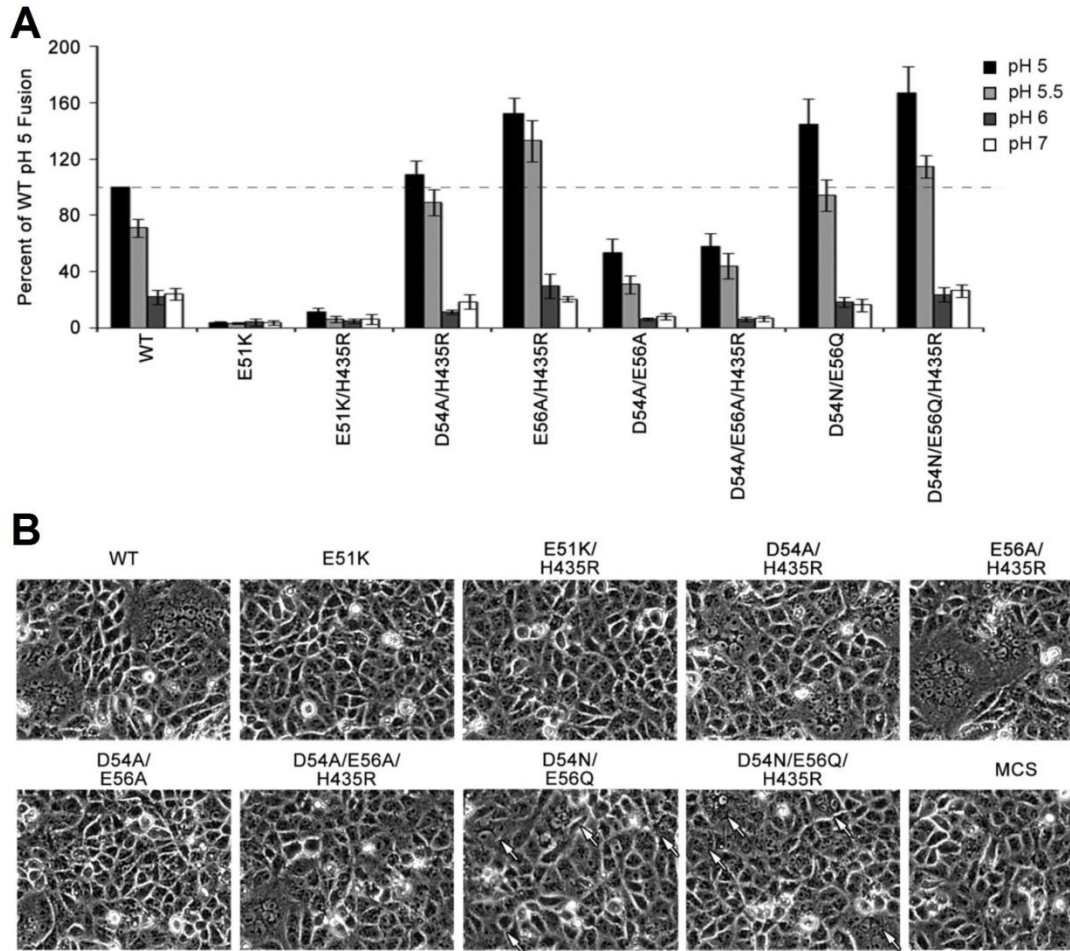 A
Percent of WT pH 5 Fusion
200
160
120
80
40
0
pH 5
pH 5.5
pH 6
pH 7
WT
E51K
E51K/H435R
D54A/H435R
E56A/H435R
D54A/E56A
D54A/E56A/H435R
D54N/E56Q
D54N/E56Q/H435R
B
WT
E51K
E51K/
H435R
D54A/
H435R
E56A/
H435R
D54A/
E56A
D54A/E56A/
H435R
D54N/
E56Q
D54N/E56Q/
H435R
MCS